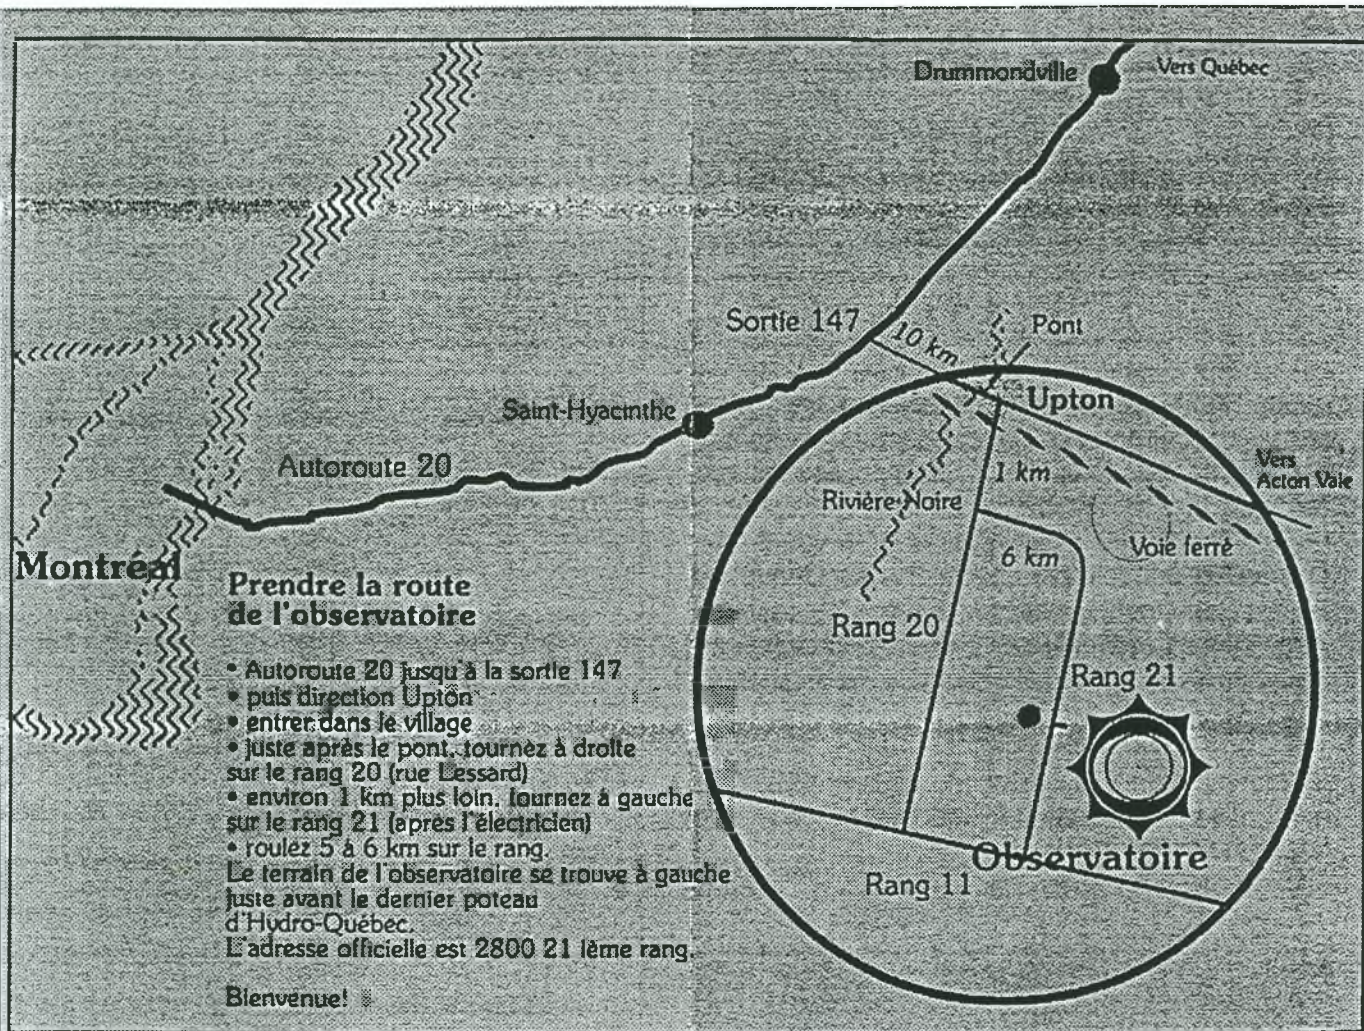 Drummondville
Vers Québec
Sortie 147
10 km
Pont
Saint-Hyacinthe
Upton
Autoroute 20
1 km
Vers
Acton Vale
Rivière Noire
Voie ferré
6 km
Montréal
Prendre la route
de l'observatoire
Rang 20
• Autoroute 20 jusqu'à la sortie 147
• puis direction Upton
• entrer dans le village
• juste après le pont, tournez à droite
sur le rang 20 (rue Lessard)
• environ 1 km plus loin, tournez à gauche
sur le rang 21 (après l'électricien)
• roulez 5 à 6 km sur le rang.
Le terrain de l'observatoire se trouve à gauche
juste avant le dernier poteau
d'Hydro-Québec.
L'adresse officielle est 2800 21 ième rang.
Bienvenue!
Rang 21
Observatoire
Rang 11